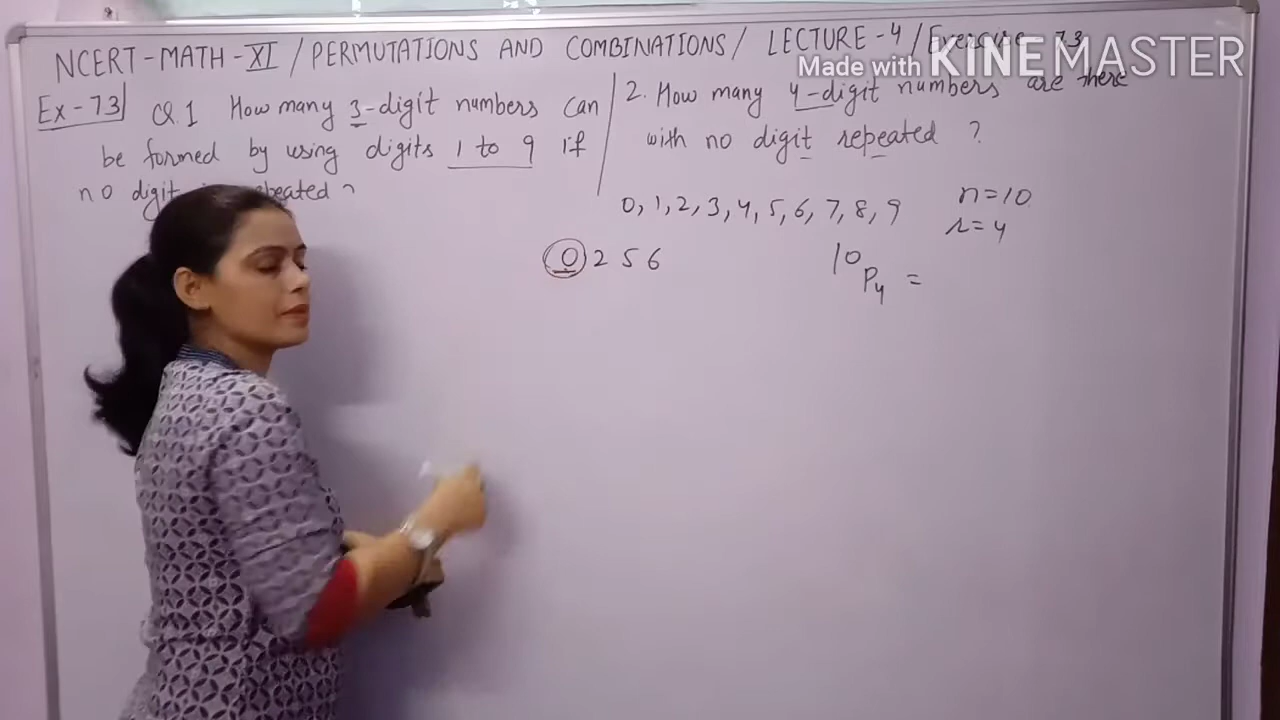 NCERT-MATH-XI / PERMUTATIONS AND COMBINATIONS / LECTURE-4 / Exercise 7.3
Made with KINEMASTER
Ex-7.3 Q.1 How many 3-digit numbers can
be formed by using digits 1 to 9 if
no digit repeated ?
2. How many 4-digit numbers are there
with no digit repeated ?
0, 1, 2, 3, 4, 5, 6, 7, 8, 9
n=10
r=4
0 2 5 6
10P4 =